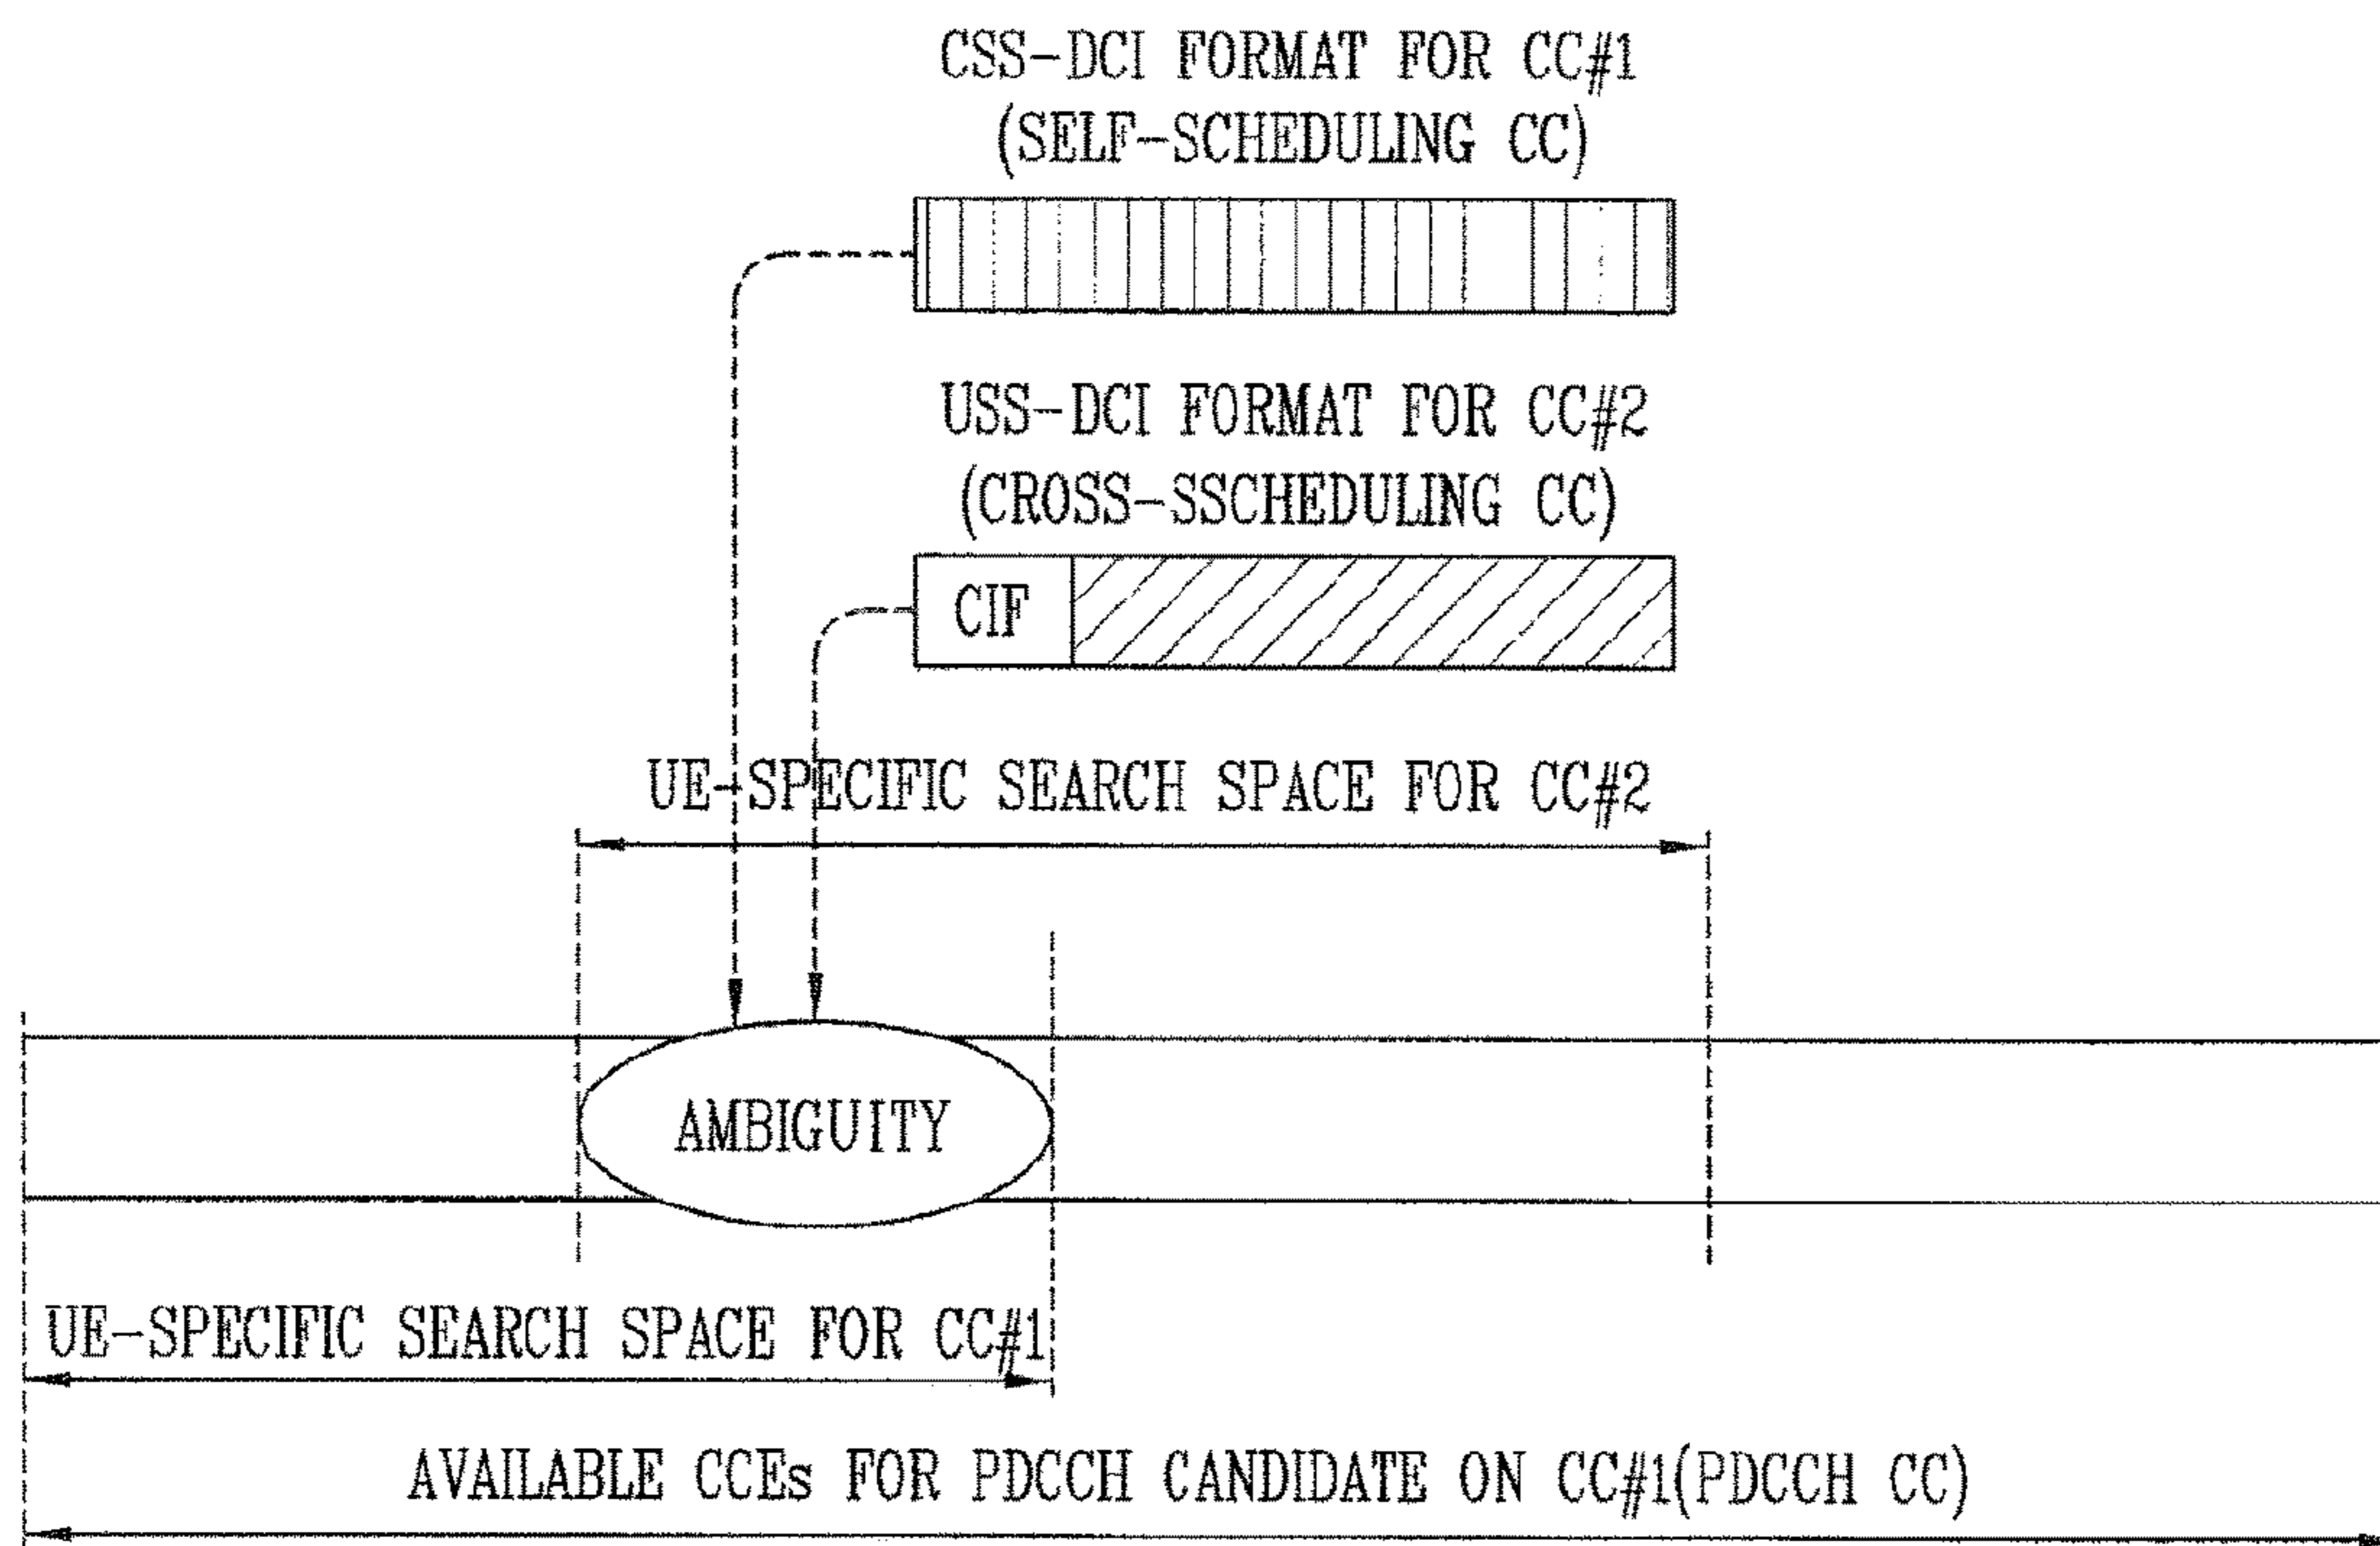 CSS-DCI FORMAT FOR CC#1
(SELF-SCHEDULING CC)
USS-DCI FORMAT FOR CC#2
(CROSS-SSCHEDULING CC)
CIF
UE-SPECIFIC SEARCH SPACE FOR CC#2
AMBIGUITY
UE-SPECIFIC SEARCH SPACE FOR CC#1
AVAILABLE CCEs FOR PDCCH CANDIDATE ON CC#1(PDCCH CC)